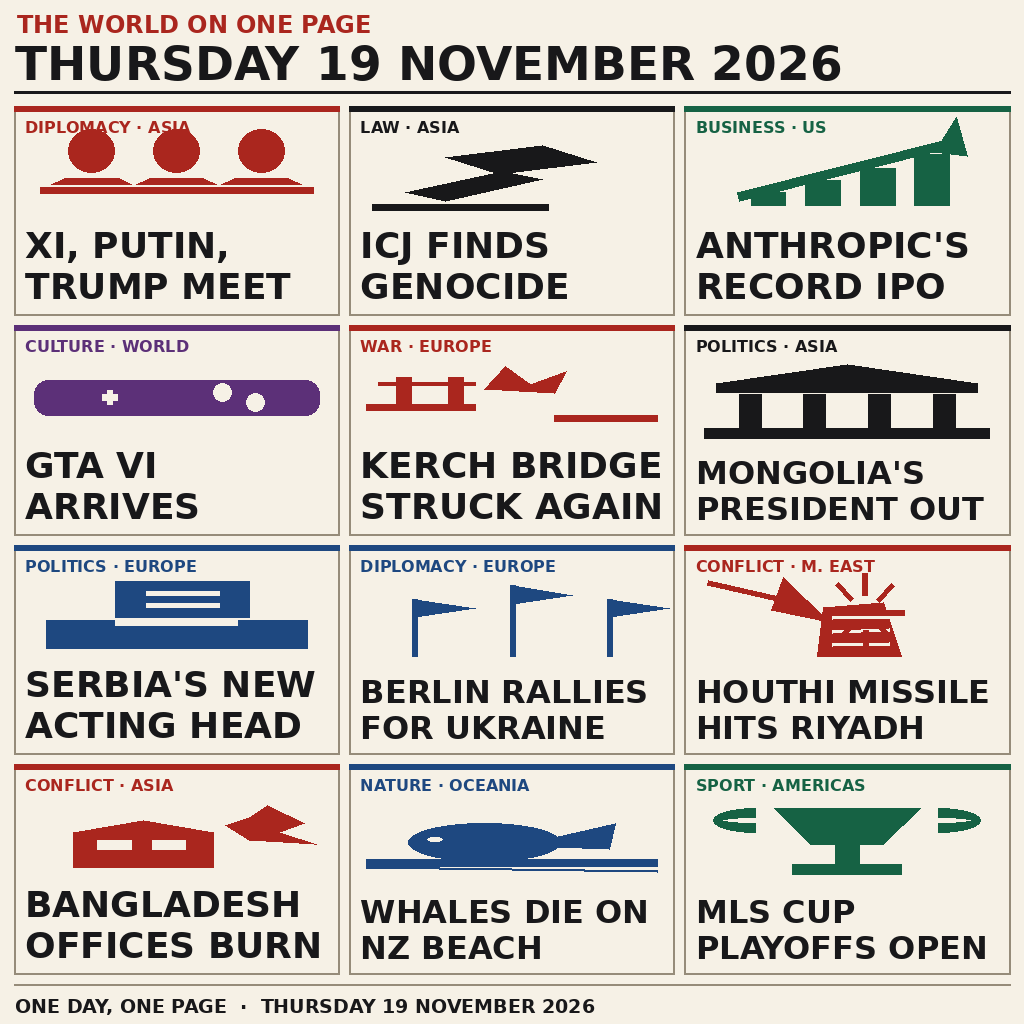 THE WORLD ON ONE PAGE
THURSDAY 19 NOVEMBER 2026
DIPLOMACY · ASIA
XI, PUTIN,
TRUMP MEET
LAW · ASIA
ICJ FINDS
GENOCIDE
BUSINESS · US
ANTHROPIC'S
RECORD IPO
CULTURE · WORLD
GTA VI
ARRIVES
WAR · EUROPE
KERCH BRIDGE
STRUCK AGAIN
POLITICS · ASIA
MONGOLIA'S
PRESIDENT OUT
POLITICS · EUROPE
SERBIA'S NEW
ACTING HEAD
DIPLOMACY · EUROPE
BERLIN RALLIES
FOR UKRAINE
CONFLICT · M. EAST
HOUTHI MISSILE
HITS RIYADH
CONFLICT · ASIA
BANGLADESH
OFFICES BURN
NATURE · OCEANIA
WHALES DIE ON
NZ BEACH
SPORT · AMERICAS
MLS CUP
PLAYOFFS OPEN
ONE DAY, ONE PAGE · THURSDAY 19 NOVEMBER 2026